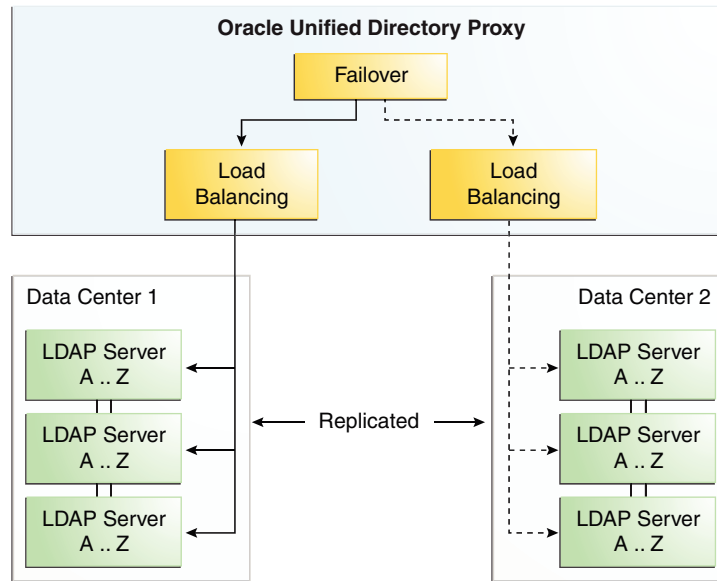 Oracle Unified Directory Proxy
Failover
Load
Balancing
Load
Balancing
Data Center 1
LDAP Server
A .. Z
LDAP Server
A .. Z
LDAP Server
A .. Z
Replicated
Data Center 2
LDAP Server
A .. Z
LDAP Server
A .. Z
LDAP Server
A .. Z